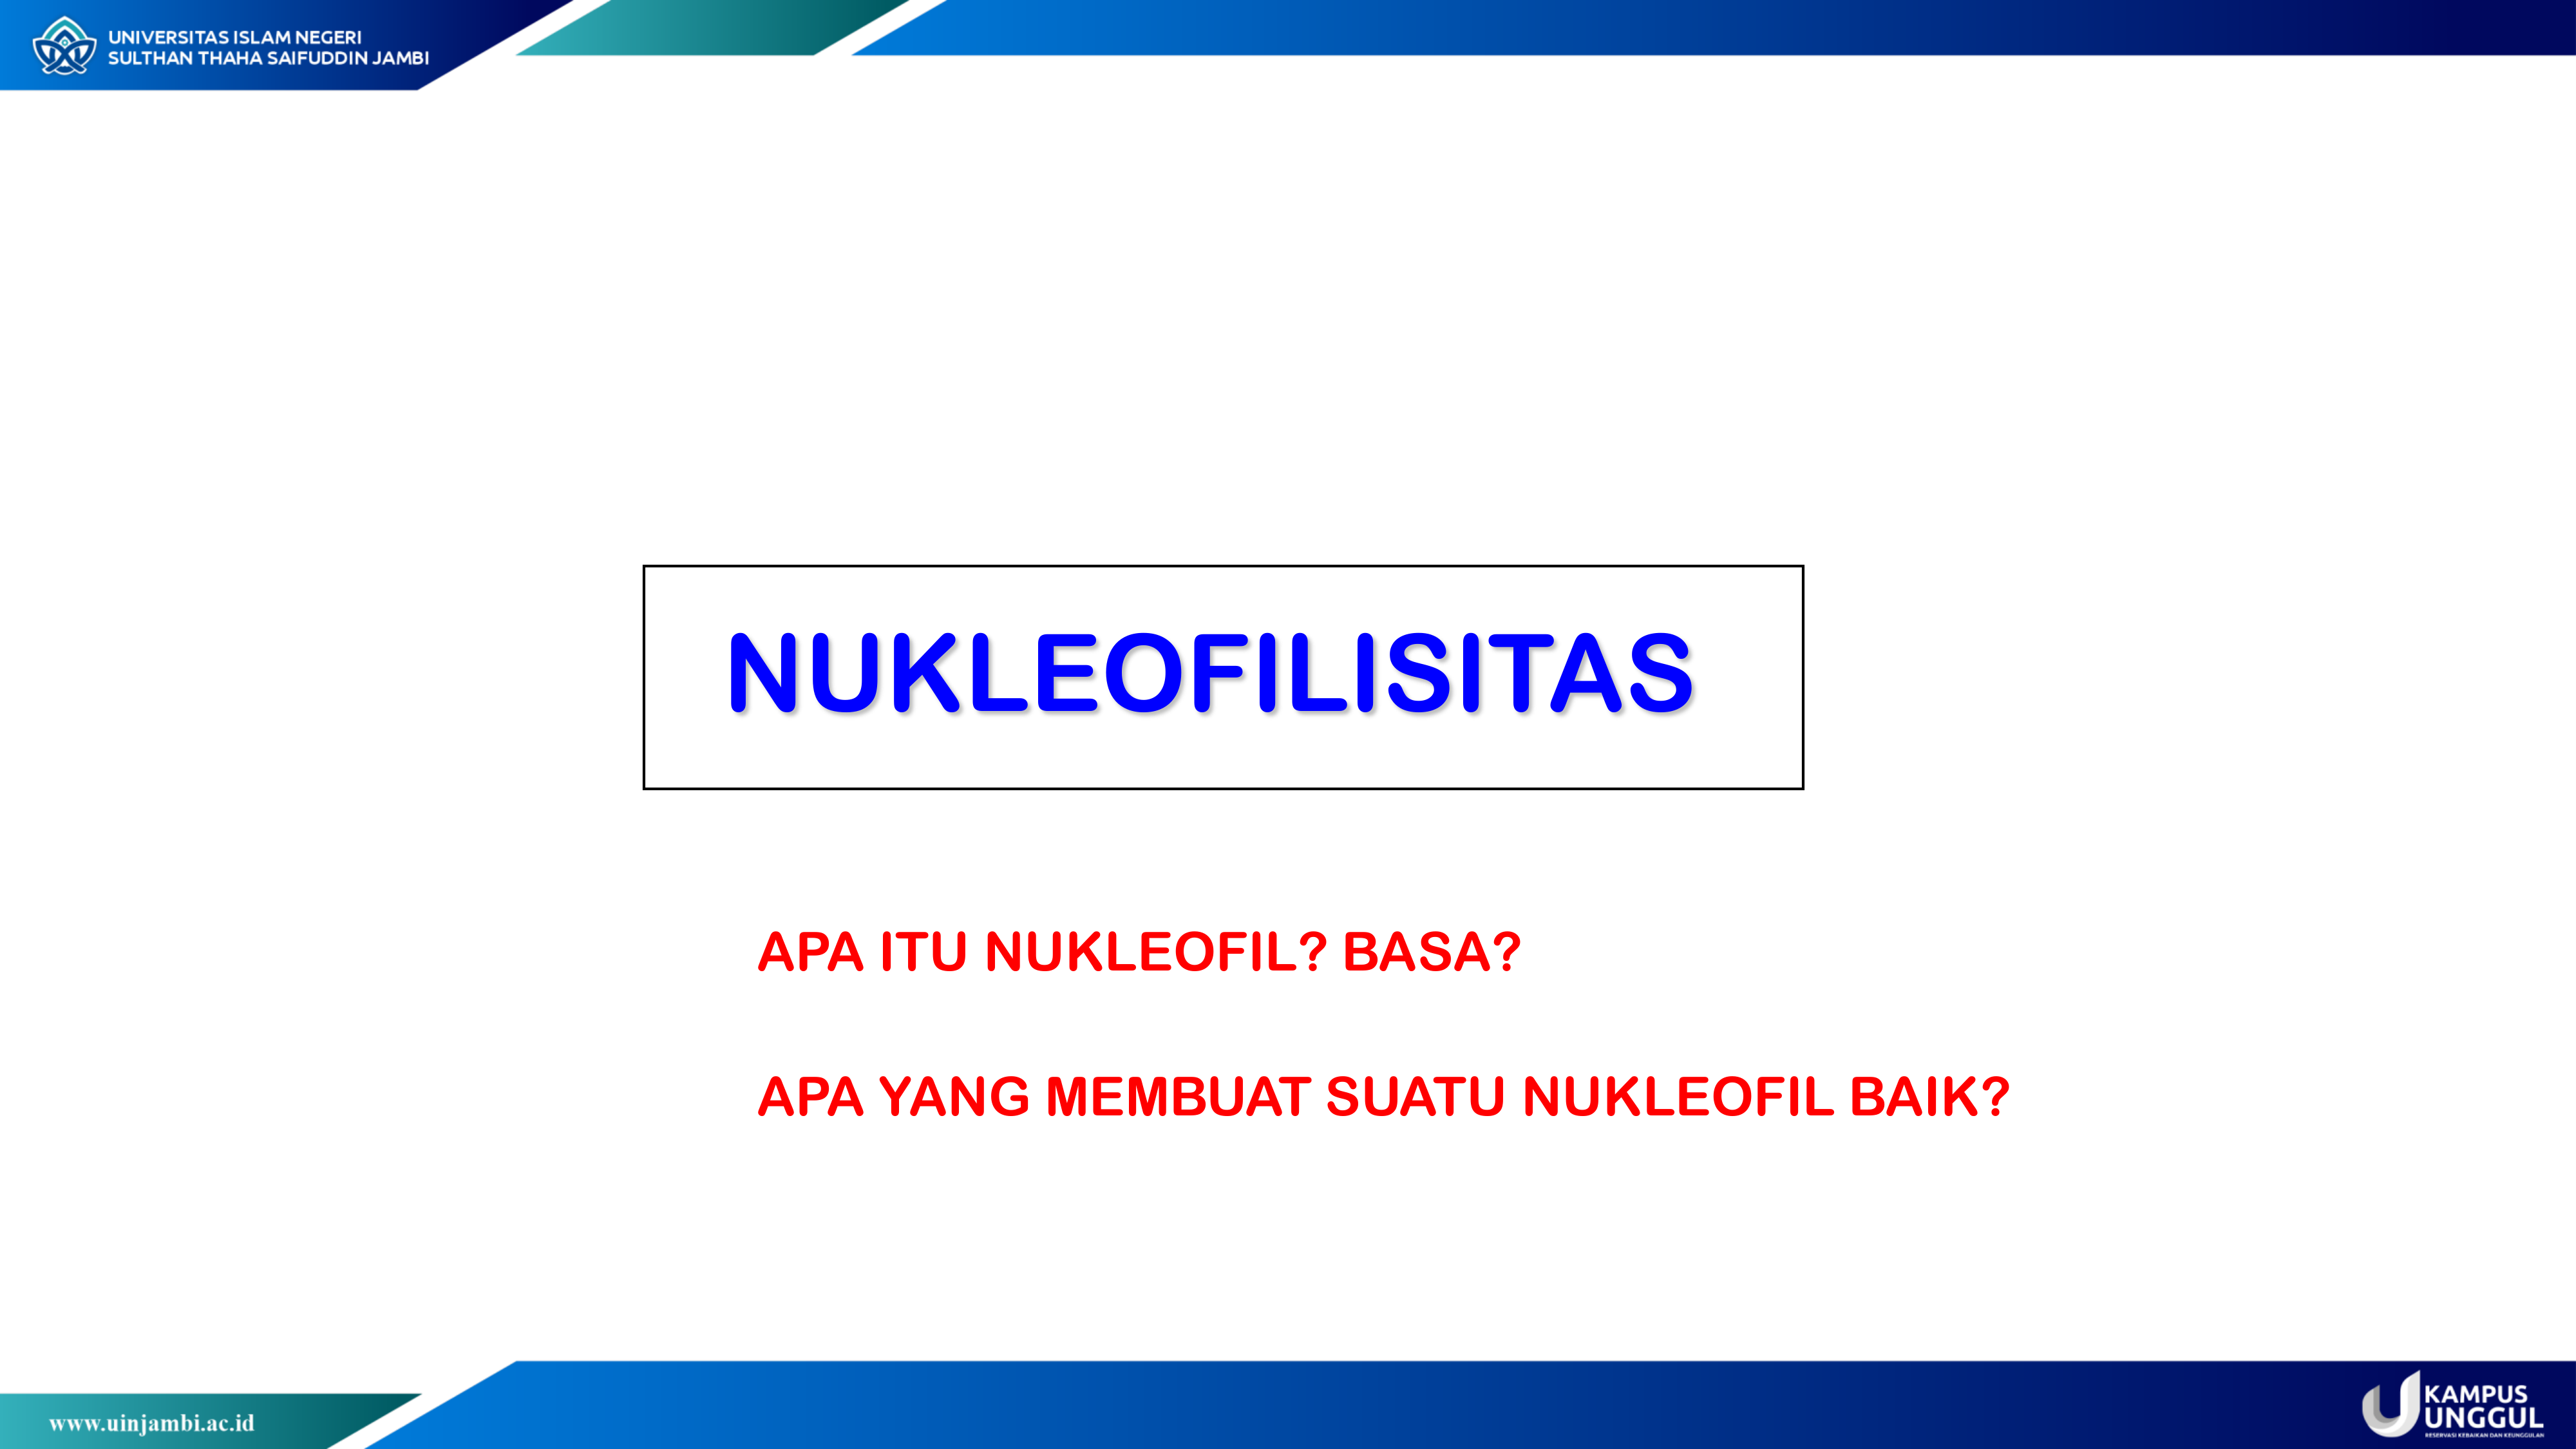 UNIVERSITAS ISLAM NEGERI
SULTHAN THAHA SAIFUDDIN JAMBI
NUKLEOFILISITAS
APA ITU NUKLEOFIL? BASA?
APA YANG MEMBUAT SUATU NUKLEOFIL BAIK?
www.uinjambi.ac.id
KAMPUS
UNGGUL
RESERVASI KEBAIKAN DAN KEUNGGULAN